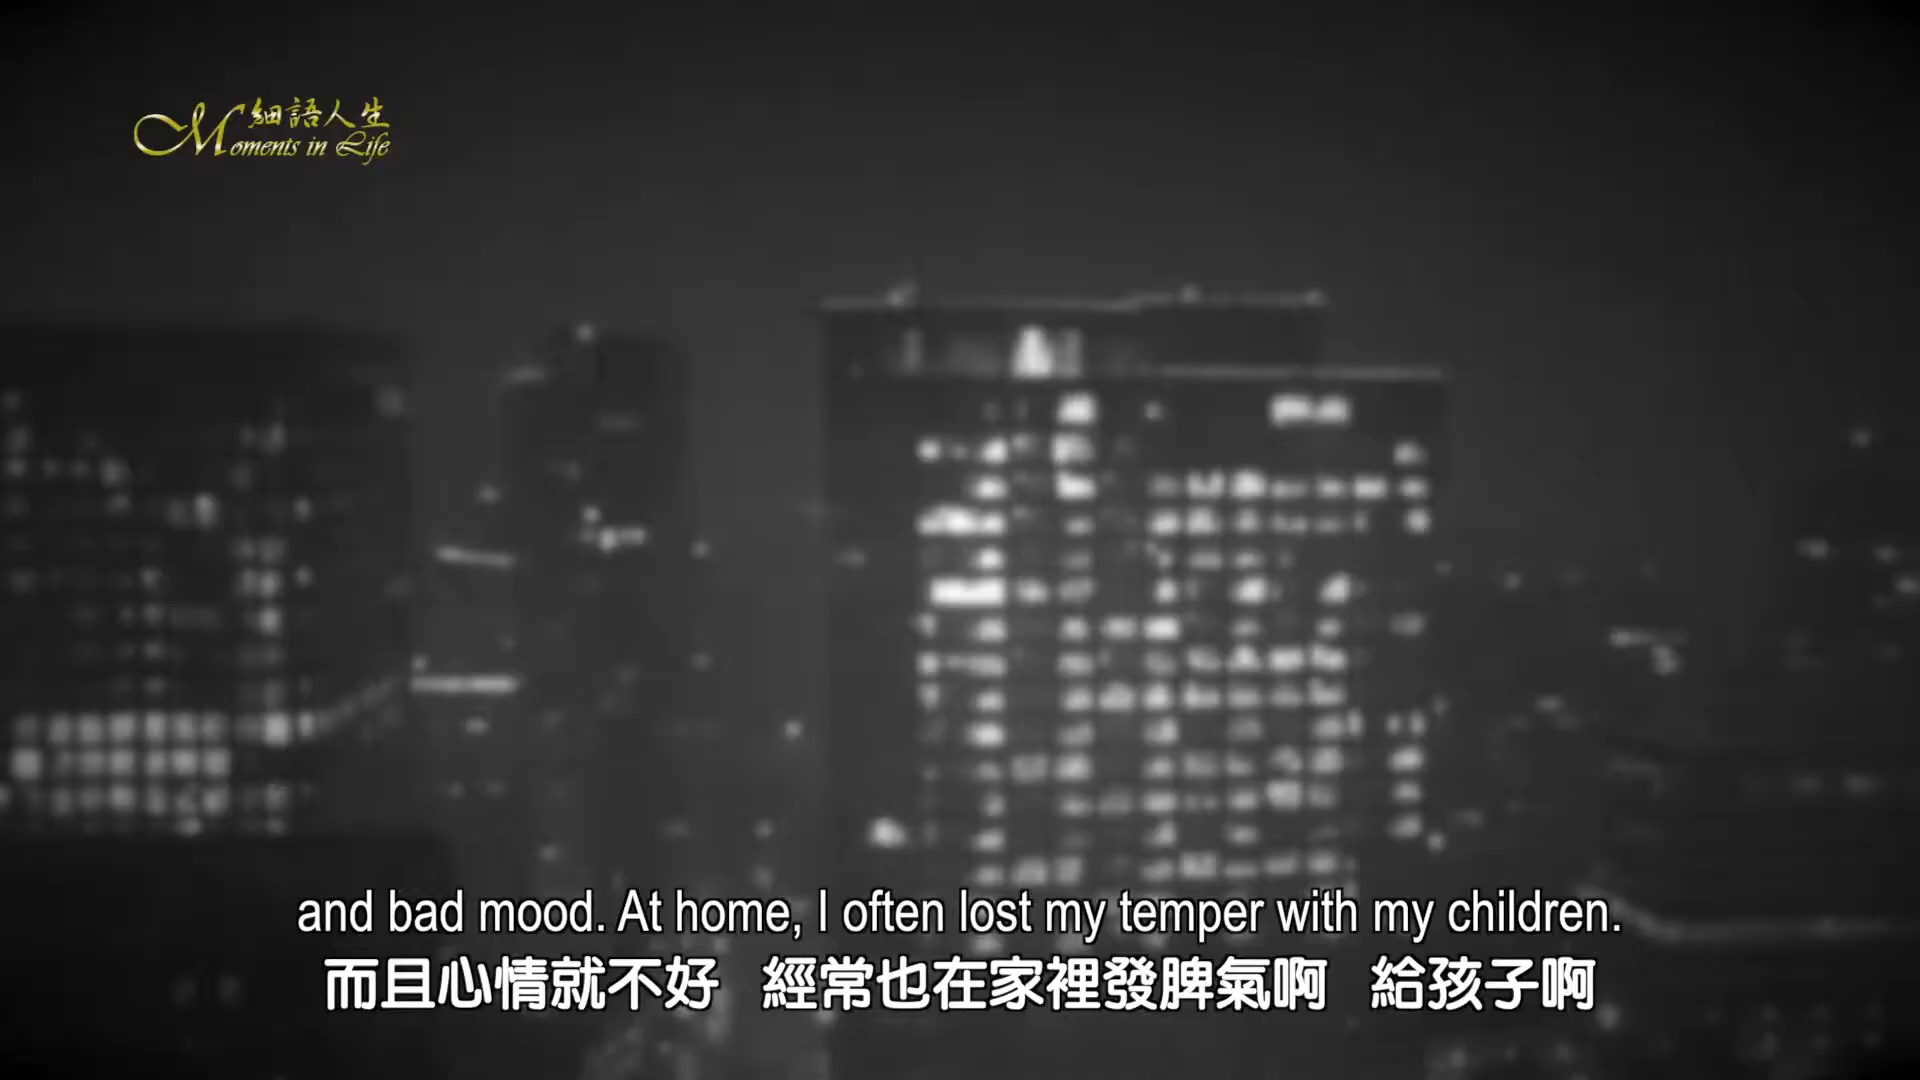 細語人生
Moments in Life
and bad mood. At home, I often lost my temper with my children.
而且心情就不好 經常也在家裡發脾氣啊 給孩子啊